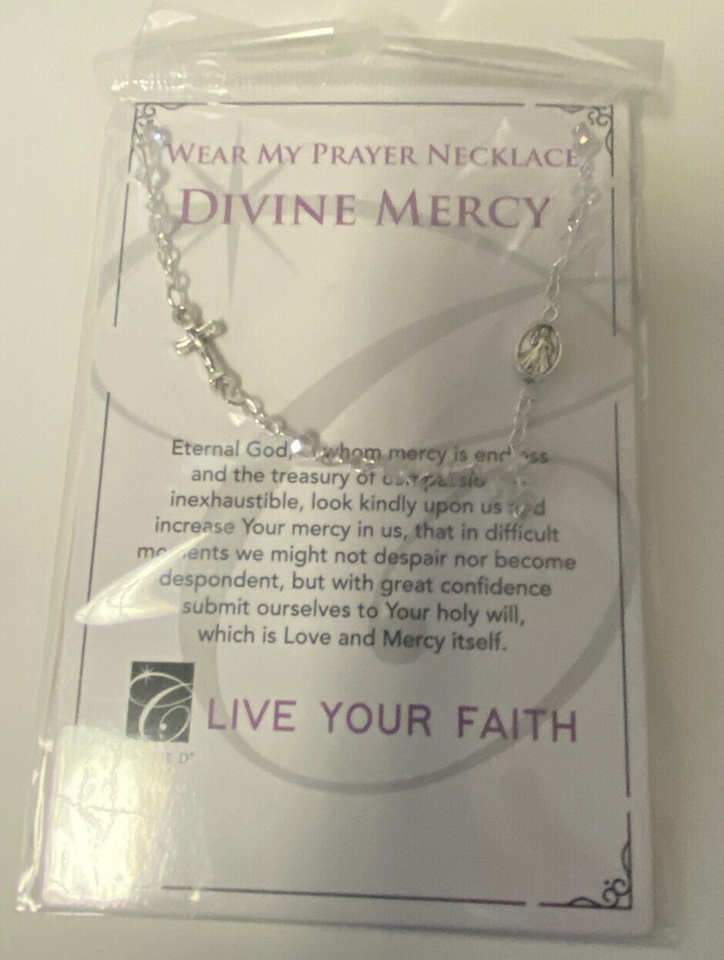 WEAR MY PRAYER NECKLACE
DIVINE MERCY
Eternal God, whom mercy is
and the treasury of
inexhaustible, look kindly upon us
increase Your mercy in us, that in difficult
we might not despair nor become
despondent, but with great confidence
submit ourselves to Your holy will,
which is Love and Mercy itself.
LIVE YOUR FAITH